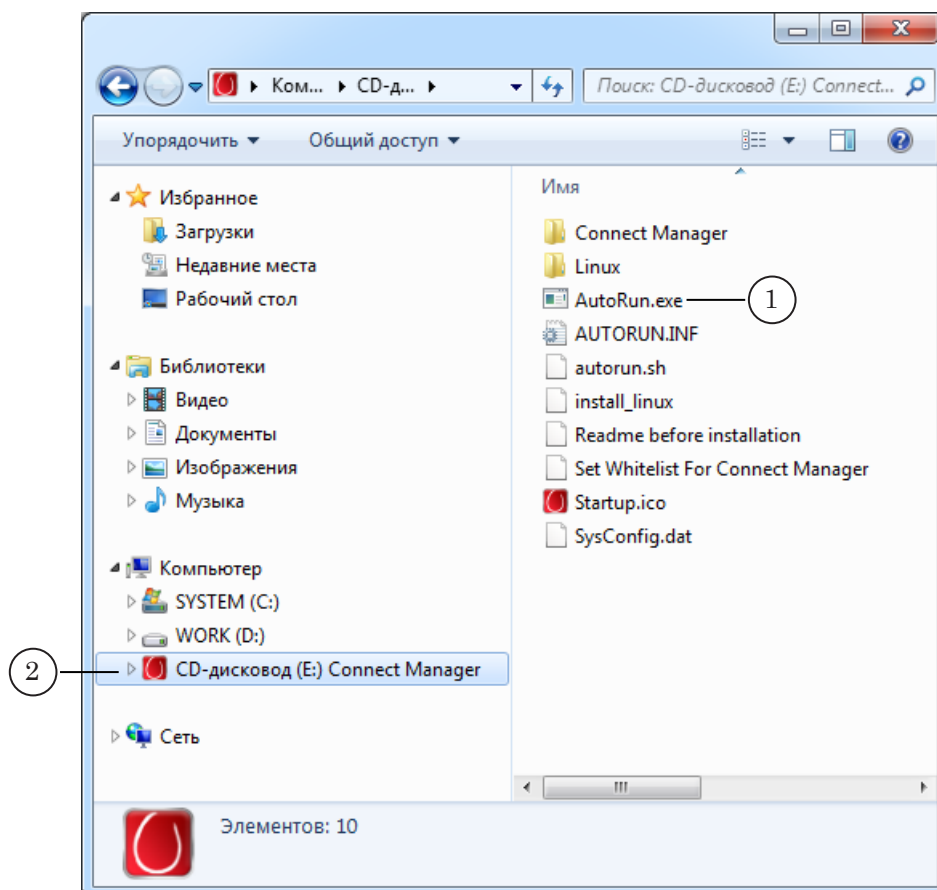 Ком... CD-д...
Поиск: CD-дисковод (E:) Connect...
Упорядочить Общий доступ
Избранное
Загрузки
Недавние места
Рабочий стол
Библиотеки
Видео
Документы
Изображения
Музыка
Компьютер
SYSTEM (C:)
WORK (D:)
2
CD-дисковод (E:) Connect Manager
Сеть
Имя
Connect Manager
Linux
AutoRun.exe
1
AUTORUN.INF
autorun.sh
install_linux
Readme before installation
Set Whitelist For Connect Manager
Startup.ico
SysConfig.dat
Элементов: 10